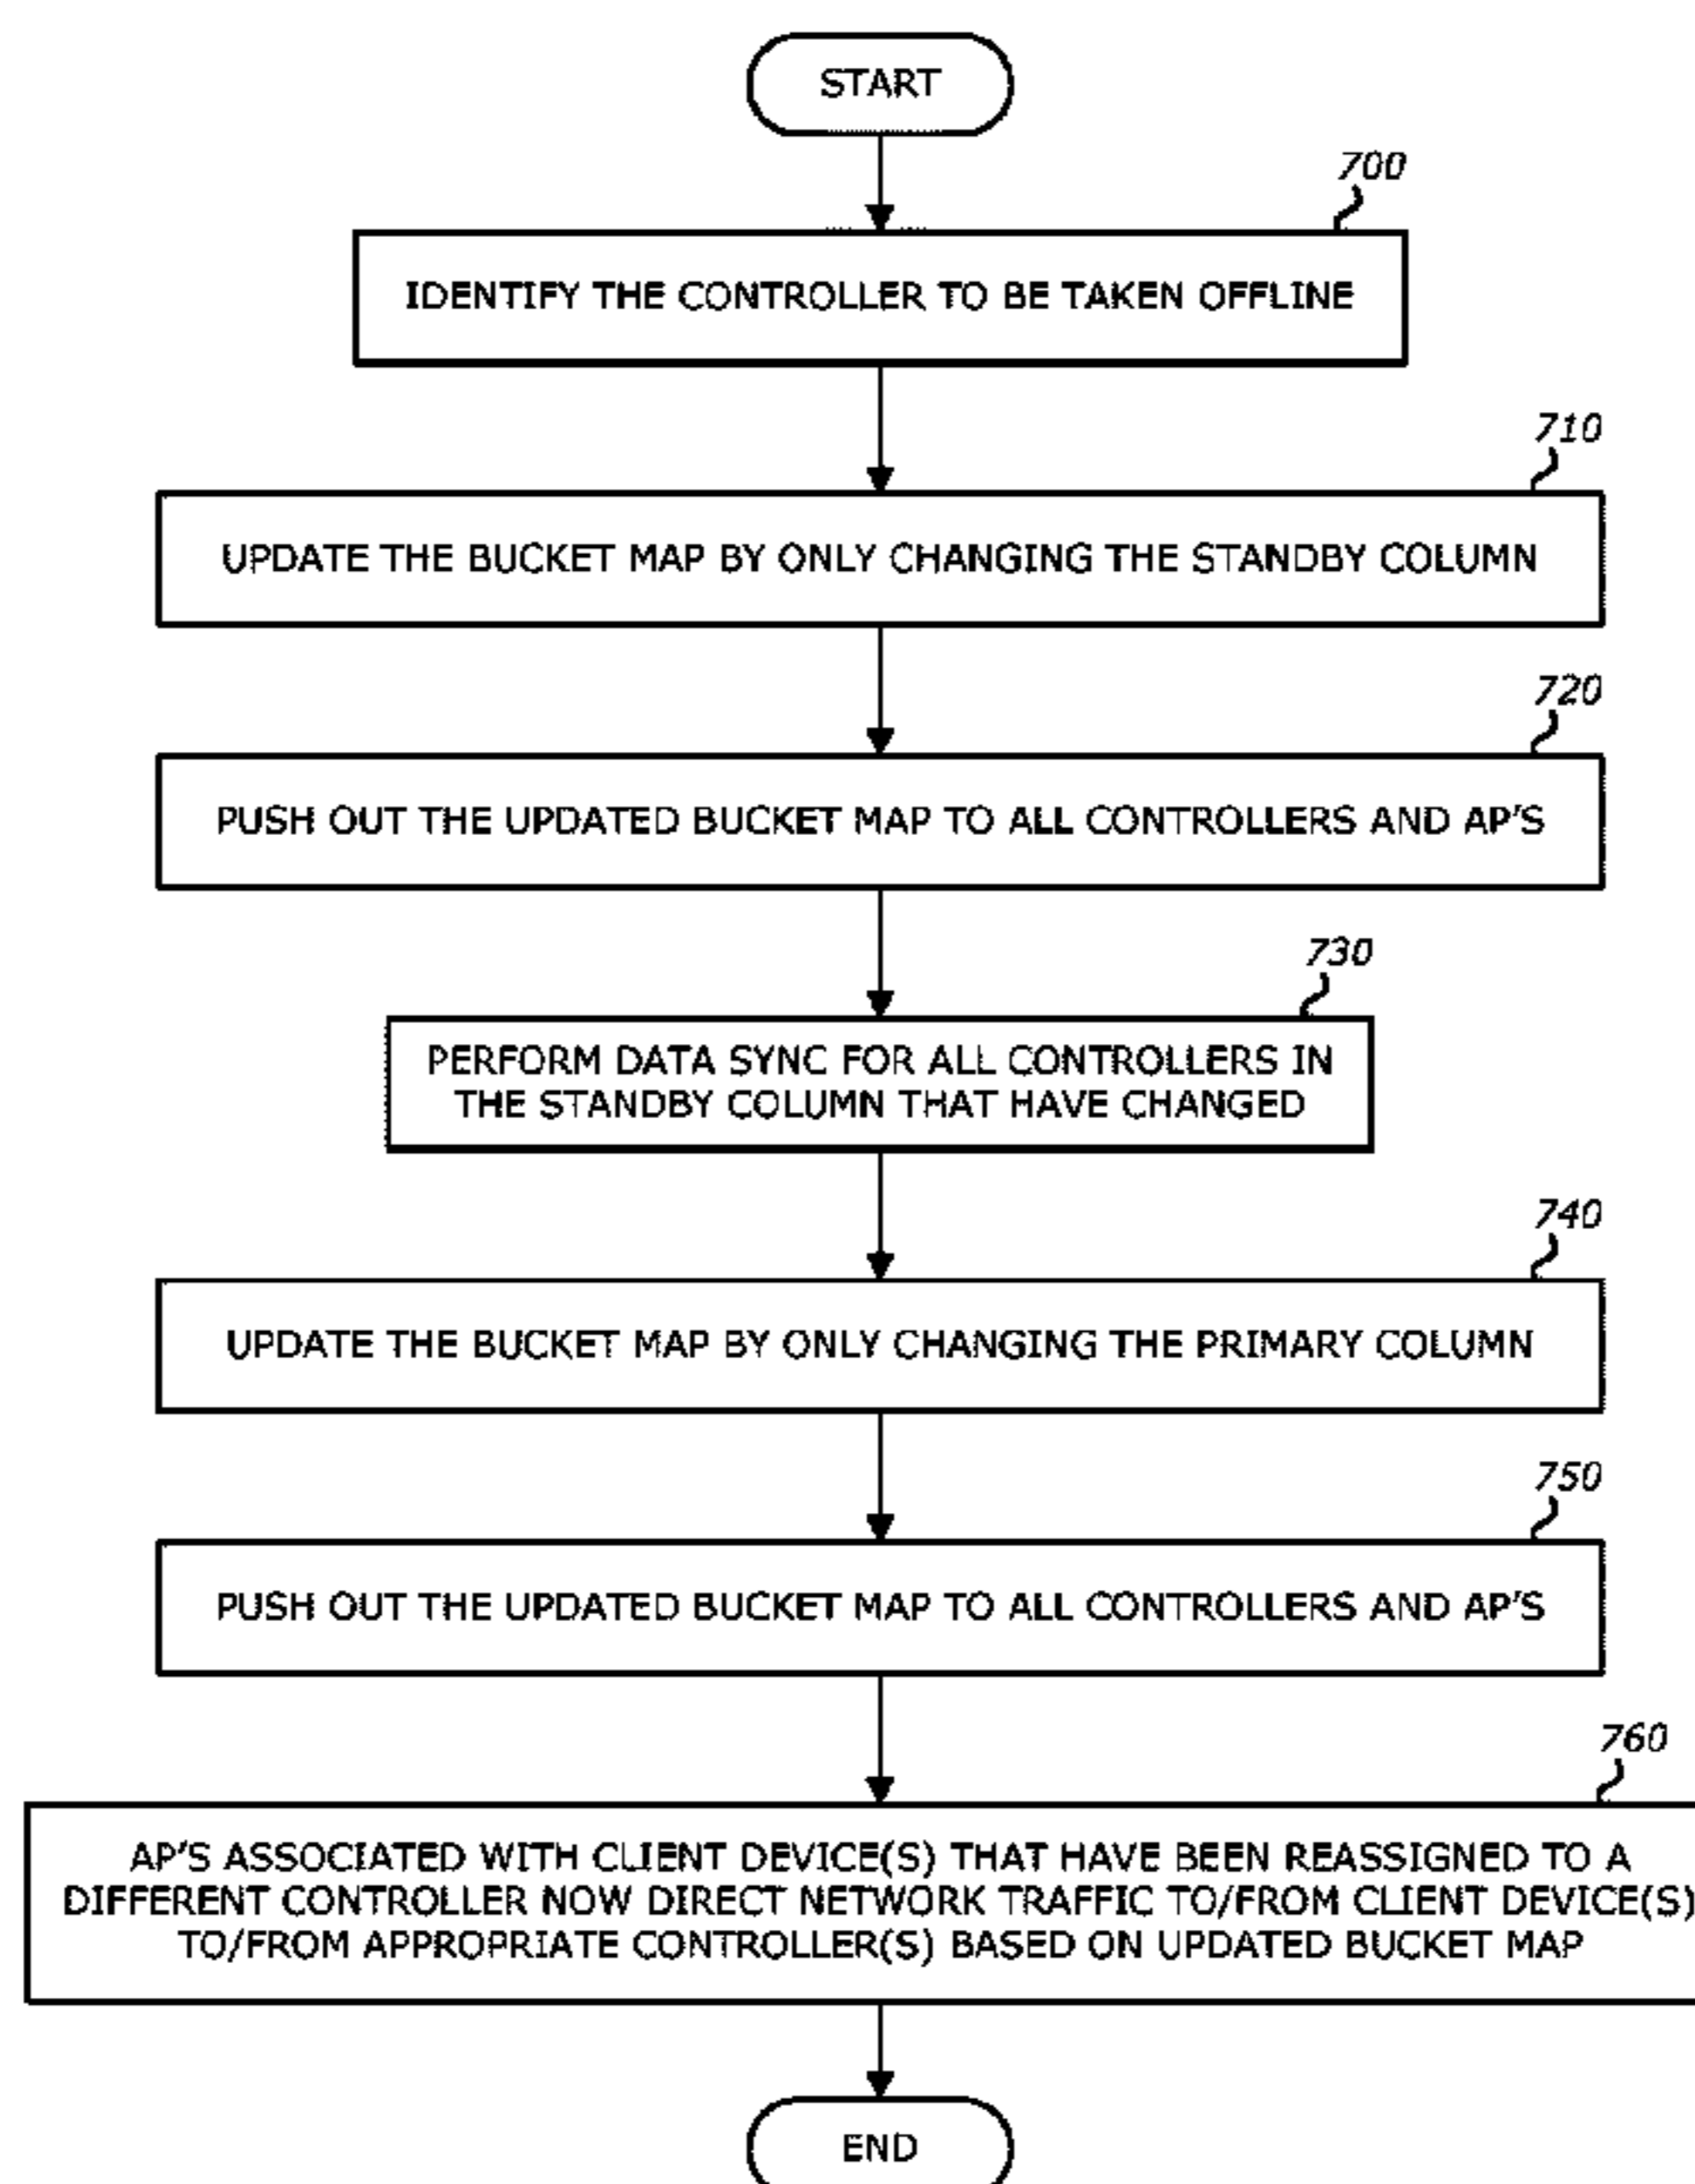 START
700
IDENTIFY THE CONTROLLER TO BE TAKEN OFFLINE
710
UPDATE THE BUCKET MAP BY ONLY CHANGING THE STANDBY COLUMN
720
PUSH OUT THE UPDATED BUCKET MAP TO ALL CONTROLLERS AND AP'S
730
PERFORM DATA SYNC FOR ALL CONTROLLERS IN
THE STANDBY COLUMN THAT HAVE CHANGED
740
UPDATE THE BUCKET MAP BY ONLY CHANGING THE PRIMARY COLUMN
750
PUSH OUT THE UPDATED BUCKET MAP TO ALL CONTROLLERS AND AP'S
760
AP'S ASSOCIATED WITH CLIENT DEVICE(S) THAT HAVE BEEN REASSIGNED TO A
DIFFERENT CONTROLLER NOW DIRECT NETWORK TRAFFIC TO/FROM CLIENT DEVICE(S)
TO/FROM APPROPRIATE CONTROLLER(S) BASED ON UPDATED BUCKET MAP
END